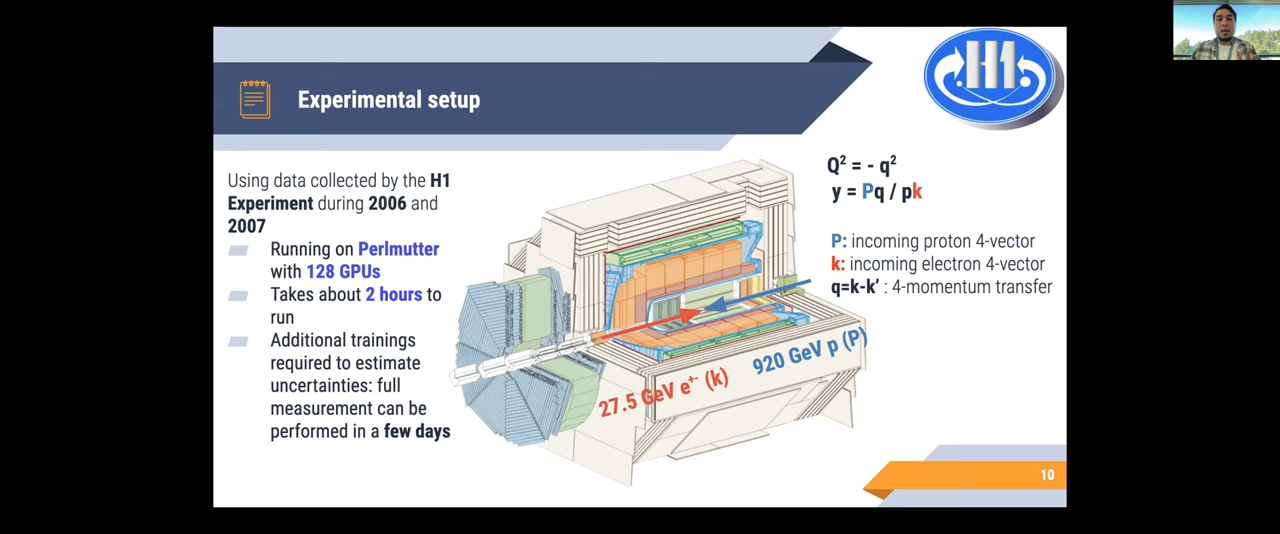 Experimental setup
H1
Using data collected by the H1
Experiment during 2006 and
2007
Running on Perlmutter
with 128 GPUs
Takes about 2 hours to
run
Additional trainings
required to estimate
uncertainties: full
measurement can be
performed in a few days
27.5 GeV e⁺⁻ (k)
920 GeV p (P)
Q² = - q²
y = Pq / pk
P: incoming proton 4-vector
k: incoming electron 4-vector
q=k-k’ : 4-momentum transfer
10